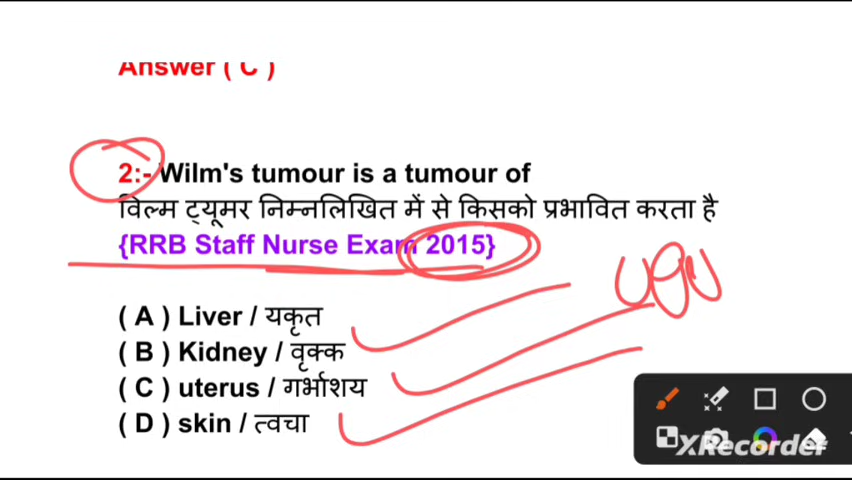 Answer ( C )
2:- Wilm's tumour is a tumour of
विल्म ट्यूमर निम्नलिखित में से किसको प्रभावित करता है
{RRB Staff Nurse Exam 2015}
( A ) Liver / यकृत
( B ) Kidney / वृक्क
( C ) uterus / गर्भाशय
( D ) skin / त्वचा
XRecorder